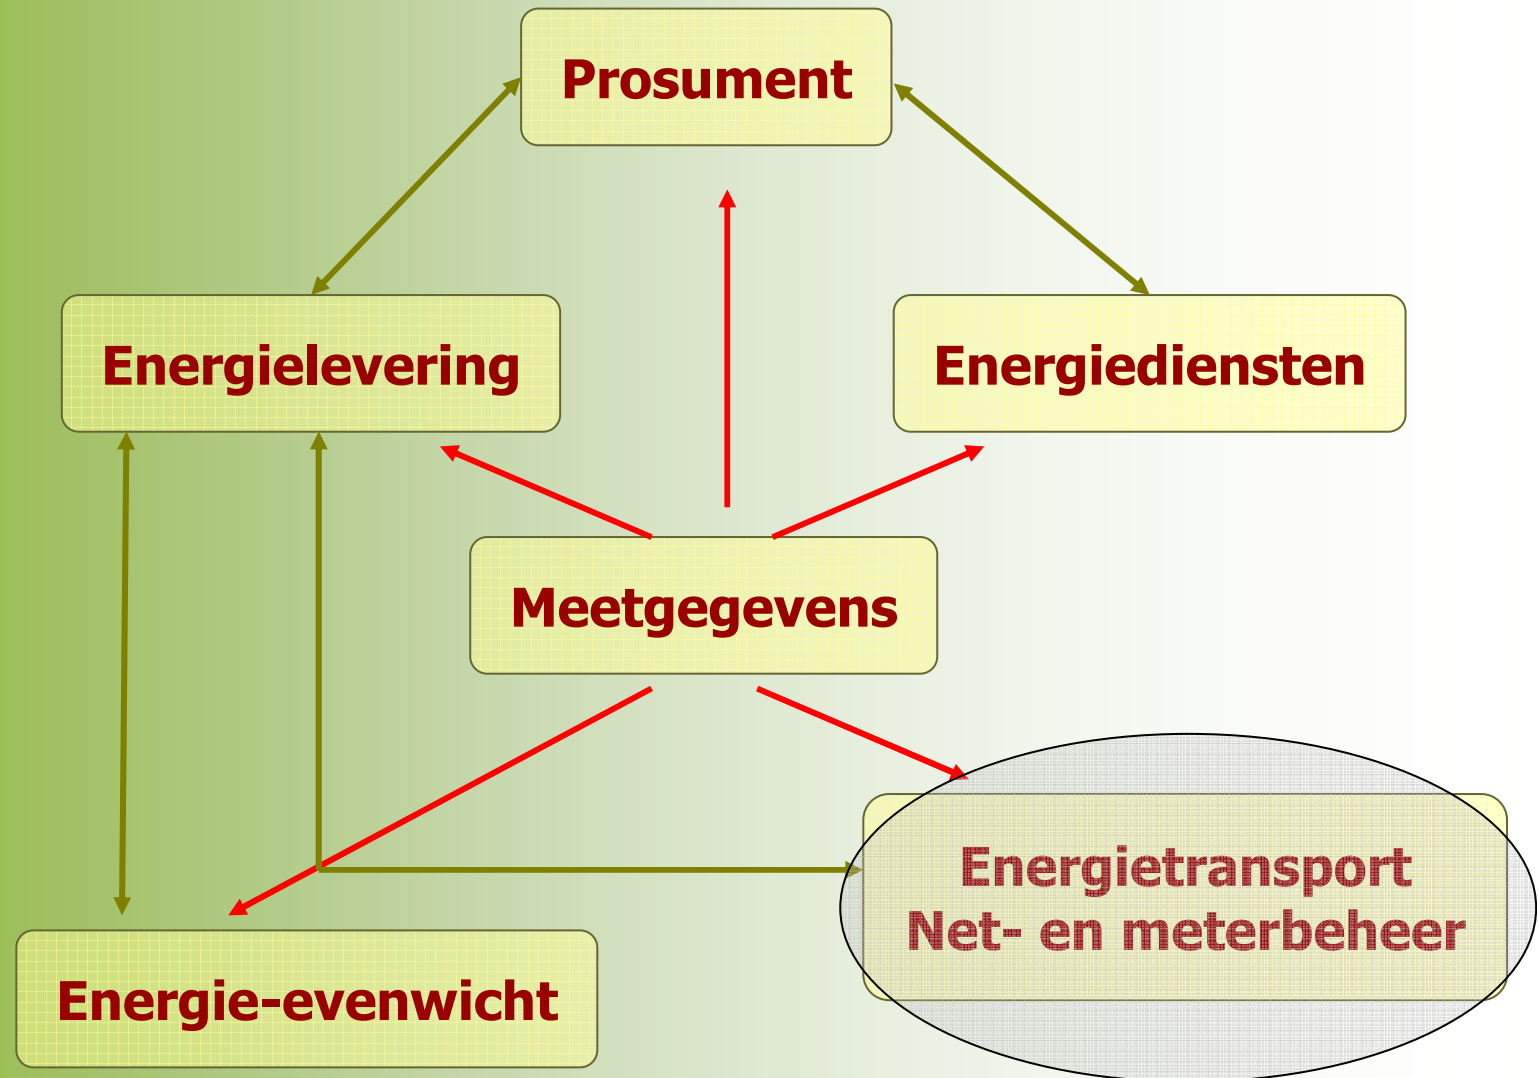 Prosument
Energielevering
Energiediensten
Meetgegevens
Energietransport
Net- en meterbeheer
Energie-evenwicht